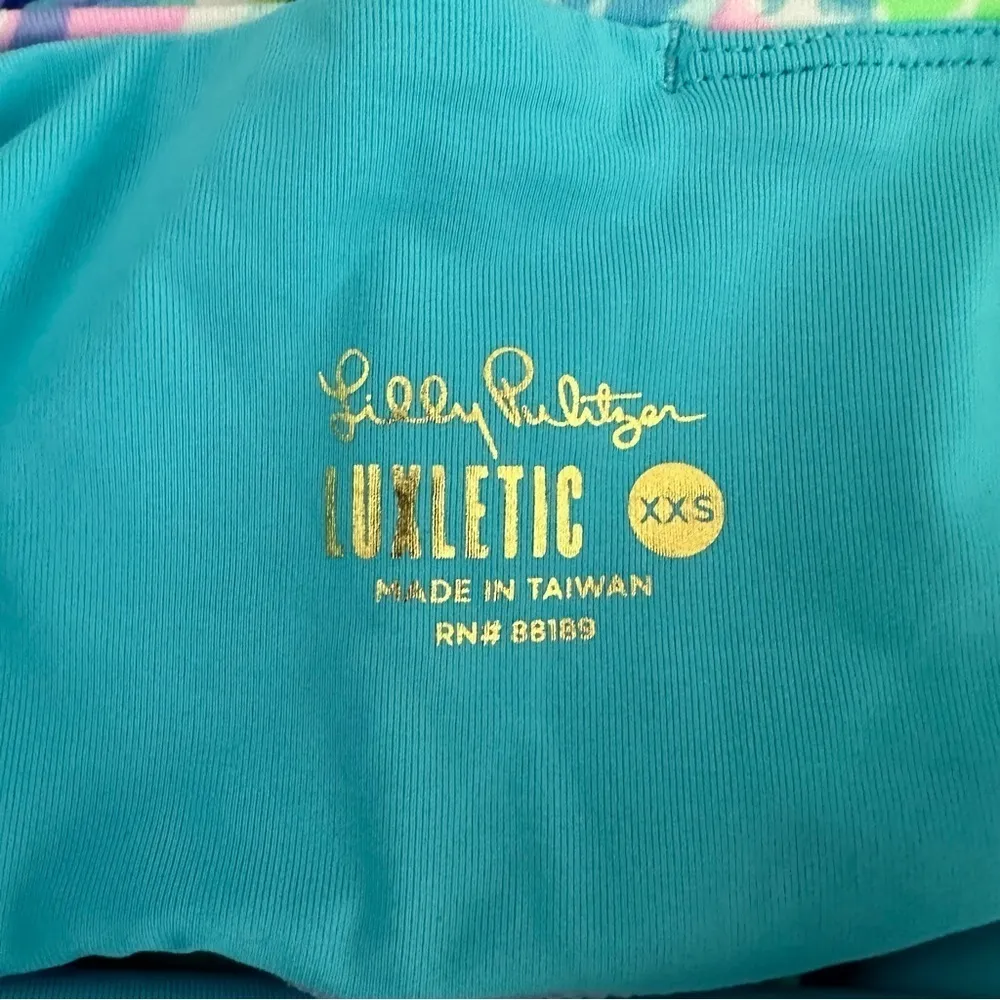 Lilly Pulitzer
LUXLETIC XXS
MADE IN TAIWAN
RN# 88189